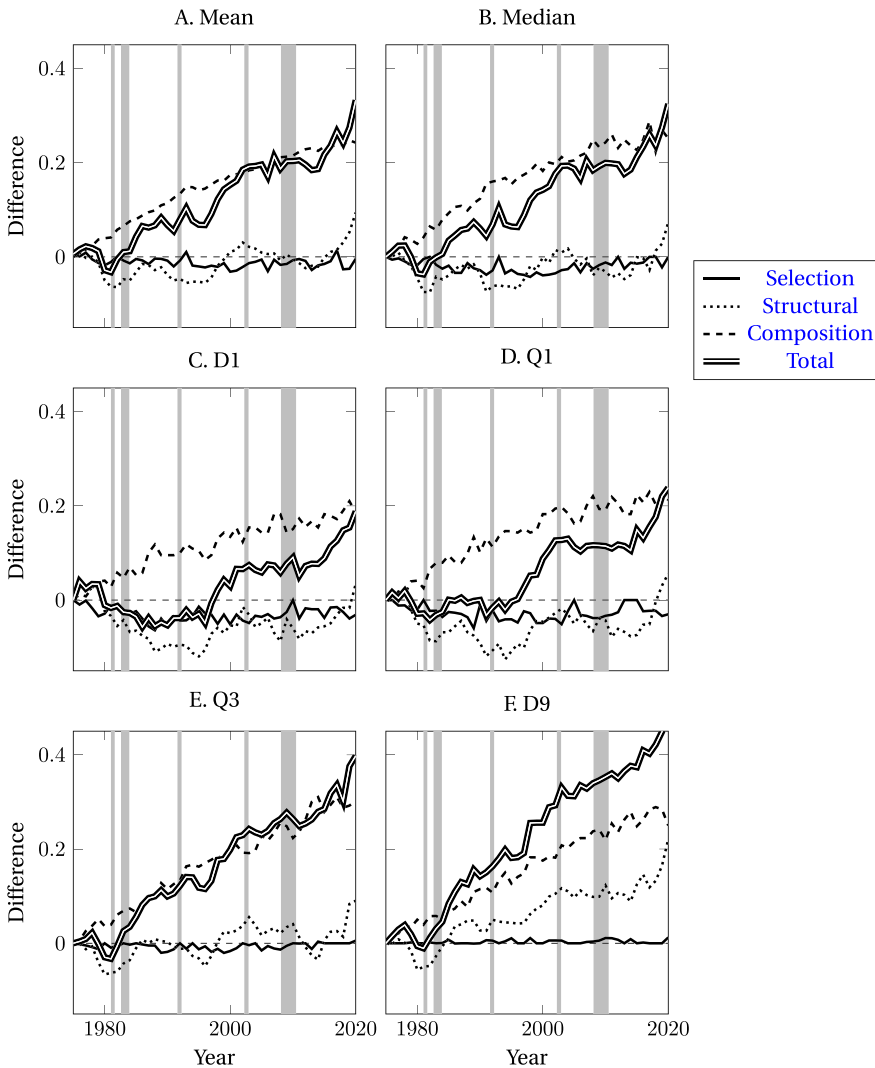 A. Mean
B. Median
0.4
0.2
0
Difference
Selection
Structural
Composition
Total
C. D1
D. Q1
0.4
0.2
0
Difference
E. Q3
F. D9
0.4
0.2
0
Difference
1980 2000 2020
1980 2000 2020
Year
Year